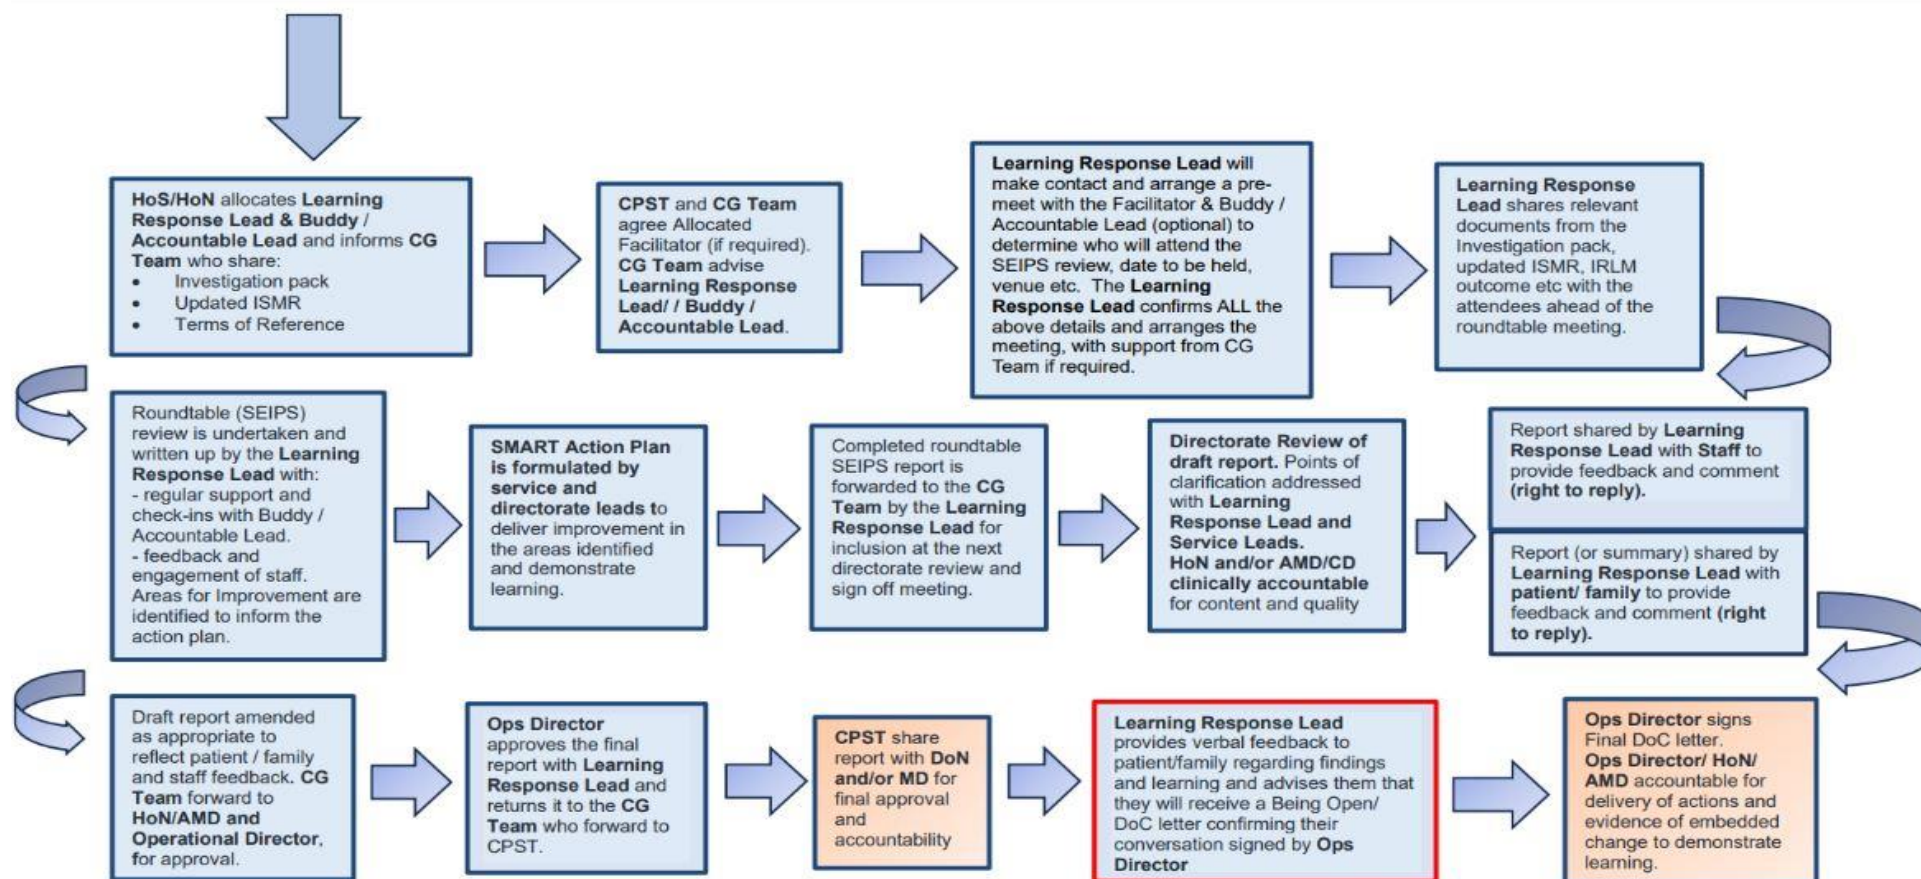 HoS/HoN allocates Learning
Response Lead & Buddy /
Accountable Lead and informs CG
Team who share:
• Investigation pack
• Updated ISMR
• Terms of Reference
CPST and CG Team
agree Allocated
Facilitator (if required).
CG Team advise
Learning Response
Lead/ / Buddy /
Accountable Lead.
Learning Response Lead will
make contact and arrange a pre-
meet with the Facilitator & Buddy /
Accountable Lead (optional) to
determine who will attend the
SEIPS review, date to be held,
venue etc. The Learning
Response Lead confirms ALL the
above details and arranges the
meeting, with support from CG
Team if required.
Learning Response
Lead shares relevant
documents from the
Investigation pack,
updated ISMR, IRLM
outcome etc with the
attendees ahead of the
roundtable meeting.
Roundtable (SEIPS)
review is undertaken and
written up by the Learning
Response Lead with:
- regular support and
check-ins with Buddy /
Accountable Lead.
- feedback and
engagement of staff.
Areas for Improvement are
identified to inform the
action plan.
SMART Action Plan
is formulated by
service and
directorate leads to
deliver improvement in
the areas identified
and demonstrate
learning.
Completed roundtable
SEIPS report is
forwarded to the CG
Team by the Learning
Response Lead for
inclusion at the next
directorate review and
sign off meeting.
Directorate Review of
draft report. Points of
clarification addressed
with Learning
Response Lead and
Service Leads.
HoN and/or AMD/CD
clinically accountable
for content and quality
Report shared by Learning
Response Lead with Staff to
provide feedback and comment
(right to reply).
Report (or summary) shared by
Learning Response Lead with
patient/ family to provide
feedback and comment (right
to reply).
Draft report amended
as appropriate to
reflect patient / family
and staff feedback. CG
Team forward to
HoN/AMD and
Operational Director,
for approval.
Ops Director
approves the final
report with Learning
Response Lead and
returns it to the CG
Team who forward to
CPST.
CPST share
report with DoN
and/or MD for
final approval
and
accountability
Learning Response Lead
provides verbal feedback to
patient/family regarding findings
and learning and advises them that
they will receive a Being Open/
DoC letter confirming their
conversation signed by Ops
Director
Ops Director signs
Final DoC letter.
Ops Director/ HoN/
AMD accountable for
delivery of actions and
evidence of embedded
change to demonstrate
learning.